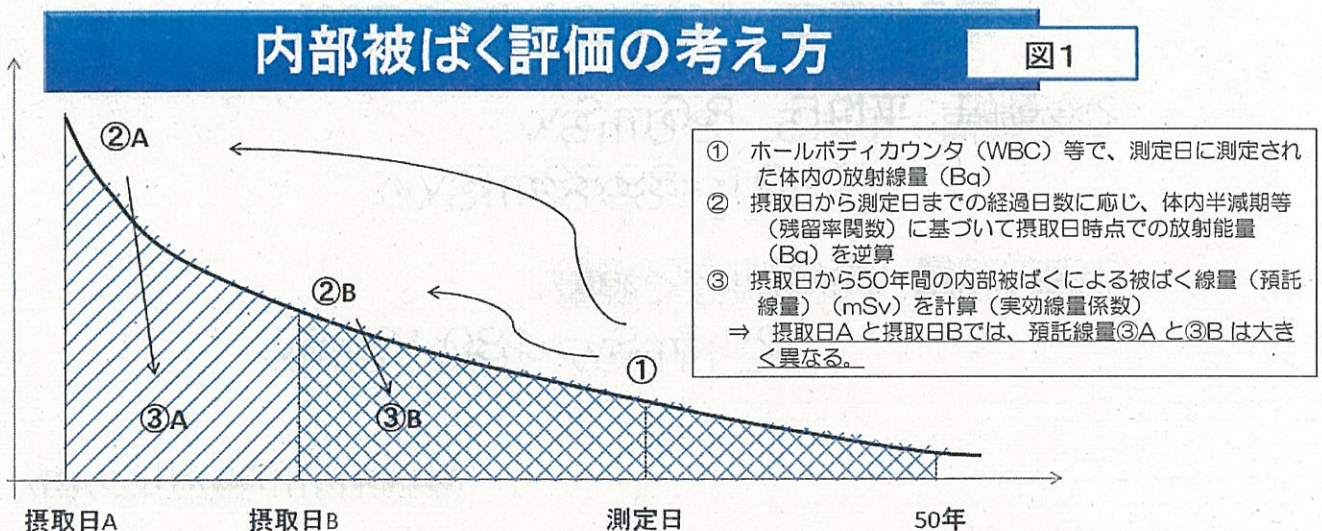 内部被ばく評価の考え方
図1
②A
②B
①
③A
③B
① ホールボディカウンタ（WBC）等で、測定日に測定され
た体内の放射線量（Bq）
② 摂取日から測定日までの経過日数に応じ、体内半減期等
（残留率関数）に基づいて摂取日時点での放射能量
（Bq）を逆算
③ 摂取日から50年間の内部被ばくによる被ばく線量（預託
線量）（mSv）を計算（実効線量係数）
⇒ 摂取日Aと摂取日Bでは、預託線量③Aと③Bは大き
く異なる。
摂取日A
摂取日B
測定日
50年